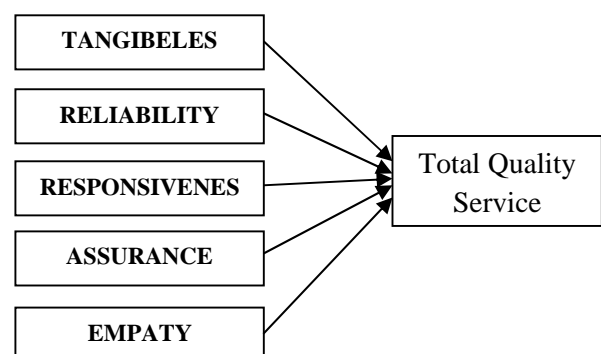 TANGIBELES
RELIABILITY
RESPONSIVENES
ASSURANCE
EMPATY
Total Quality
Service